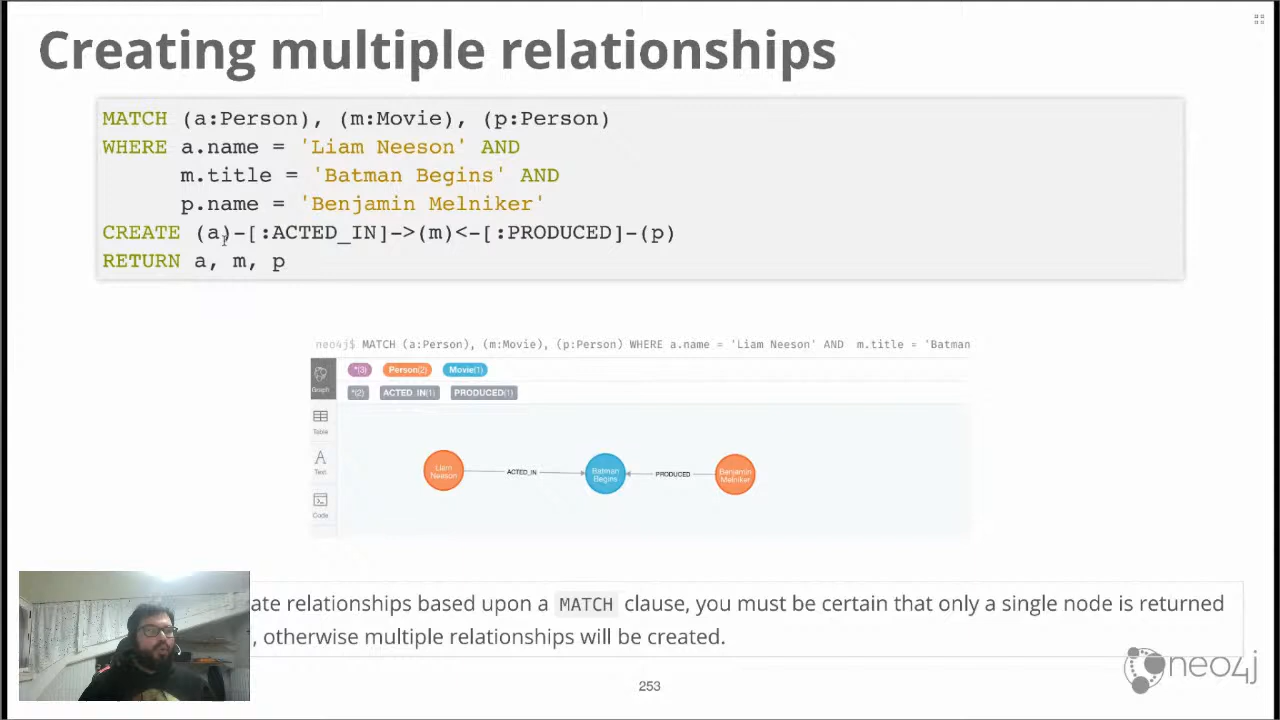 Creating multiple relationships
MATCH (a:Person), (m:Movie), (p:Person)
WHERE a.name = 'Liam Neeson' AND
m.title = 'Batman Begins' AND
p.name = 'Benjamin Melniker'
CREATE (a)-[:ACTED_IN]->(m)<-[:PRODUCED]-(p)
RETURN a, m, p
neo4j$ MATCH (a:Person), (m:Movie), (p:Person) WHERE a.name = 'Liam Neeson' AND m.title = 'Batman
*(3) Person(2) Movie(1)
Graph
*(2) ACTED_IN(1) PRODUCED(1)
Table
Text
Code
Liam Neeson
ACTED_IN
Batman Begins
PRODUCED
Benjamin Melniker
ate relationships based upon a MATCH clause, you must be certain that only a single node is returned
, otherwise multiple relationships will be created.
neo4j
253